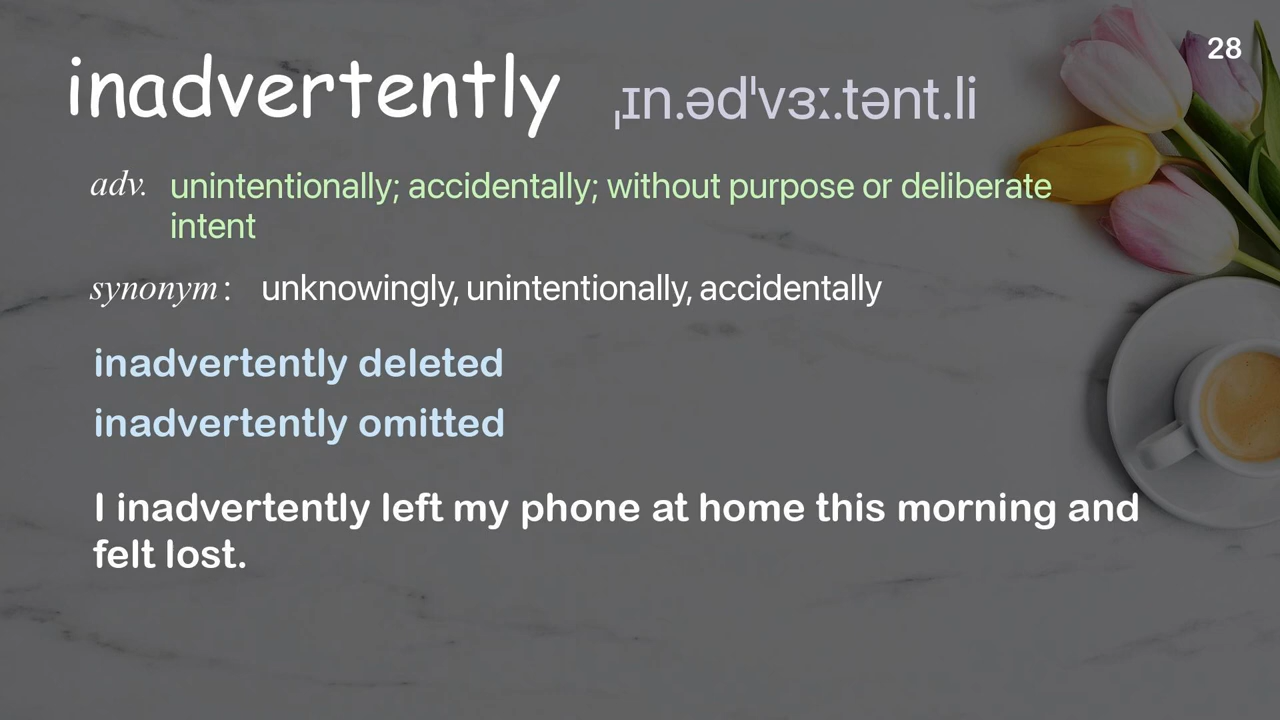 28
inadvertently ˌɪn.ədˈvɜː.tənt.li
adv. unintentionally; accidentally; without purpose or deliberate
intent
synonym: unknowingly, unintentionally, accidentally
inadvertently deleted
inadvertently omitted
I inadvertently left my phone at home this morning and
felt lost.